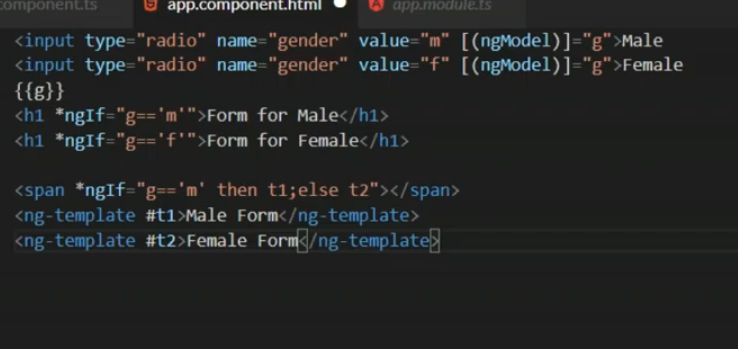 component.ts app.component.html app.module.ts
<input type="radio" name="gender" value="m" [(ngModel)]="g">Male
<input type="radio" name="gender" value="f" [(ngModel)]="g">Female
{{g}}
<h1 *ngIf="g=='m'">Form for Male</h1>
<h1 *ngIf="g=='f'">Form for Female</h1>
<span *ngIf="g=='m' then t1;else t2"></span>
<ng-template #t1>Male Form</ng-template>
<ng-template #t2>Female Form</ng-template>